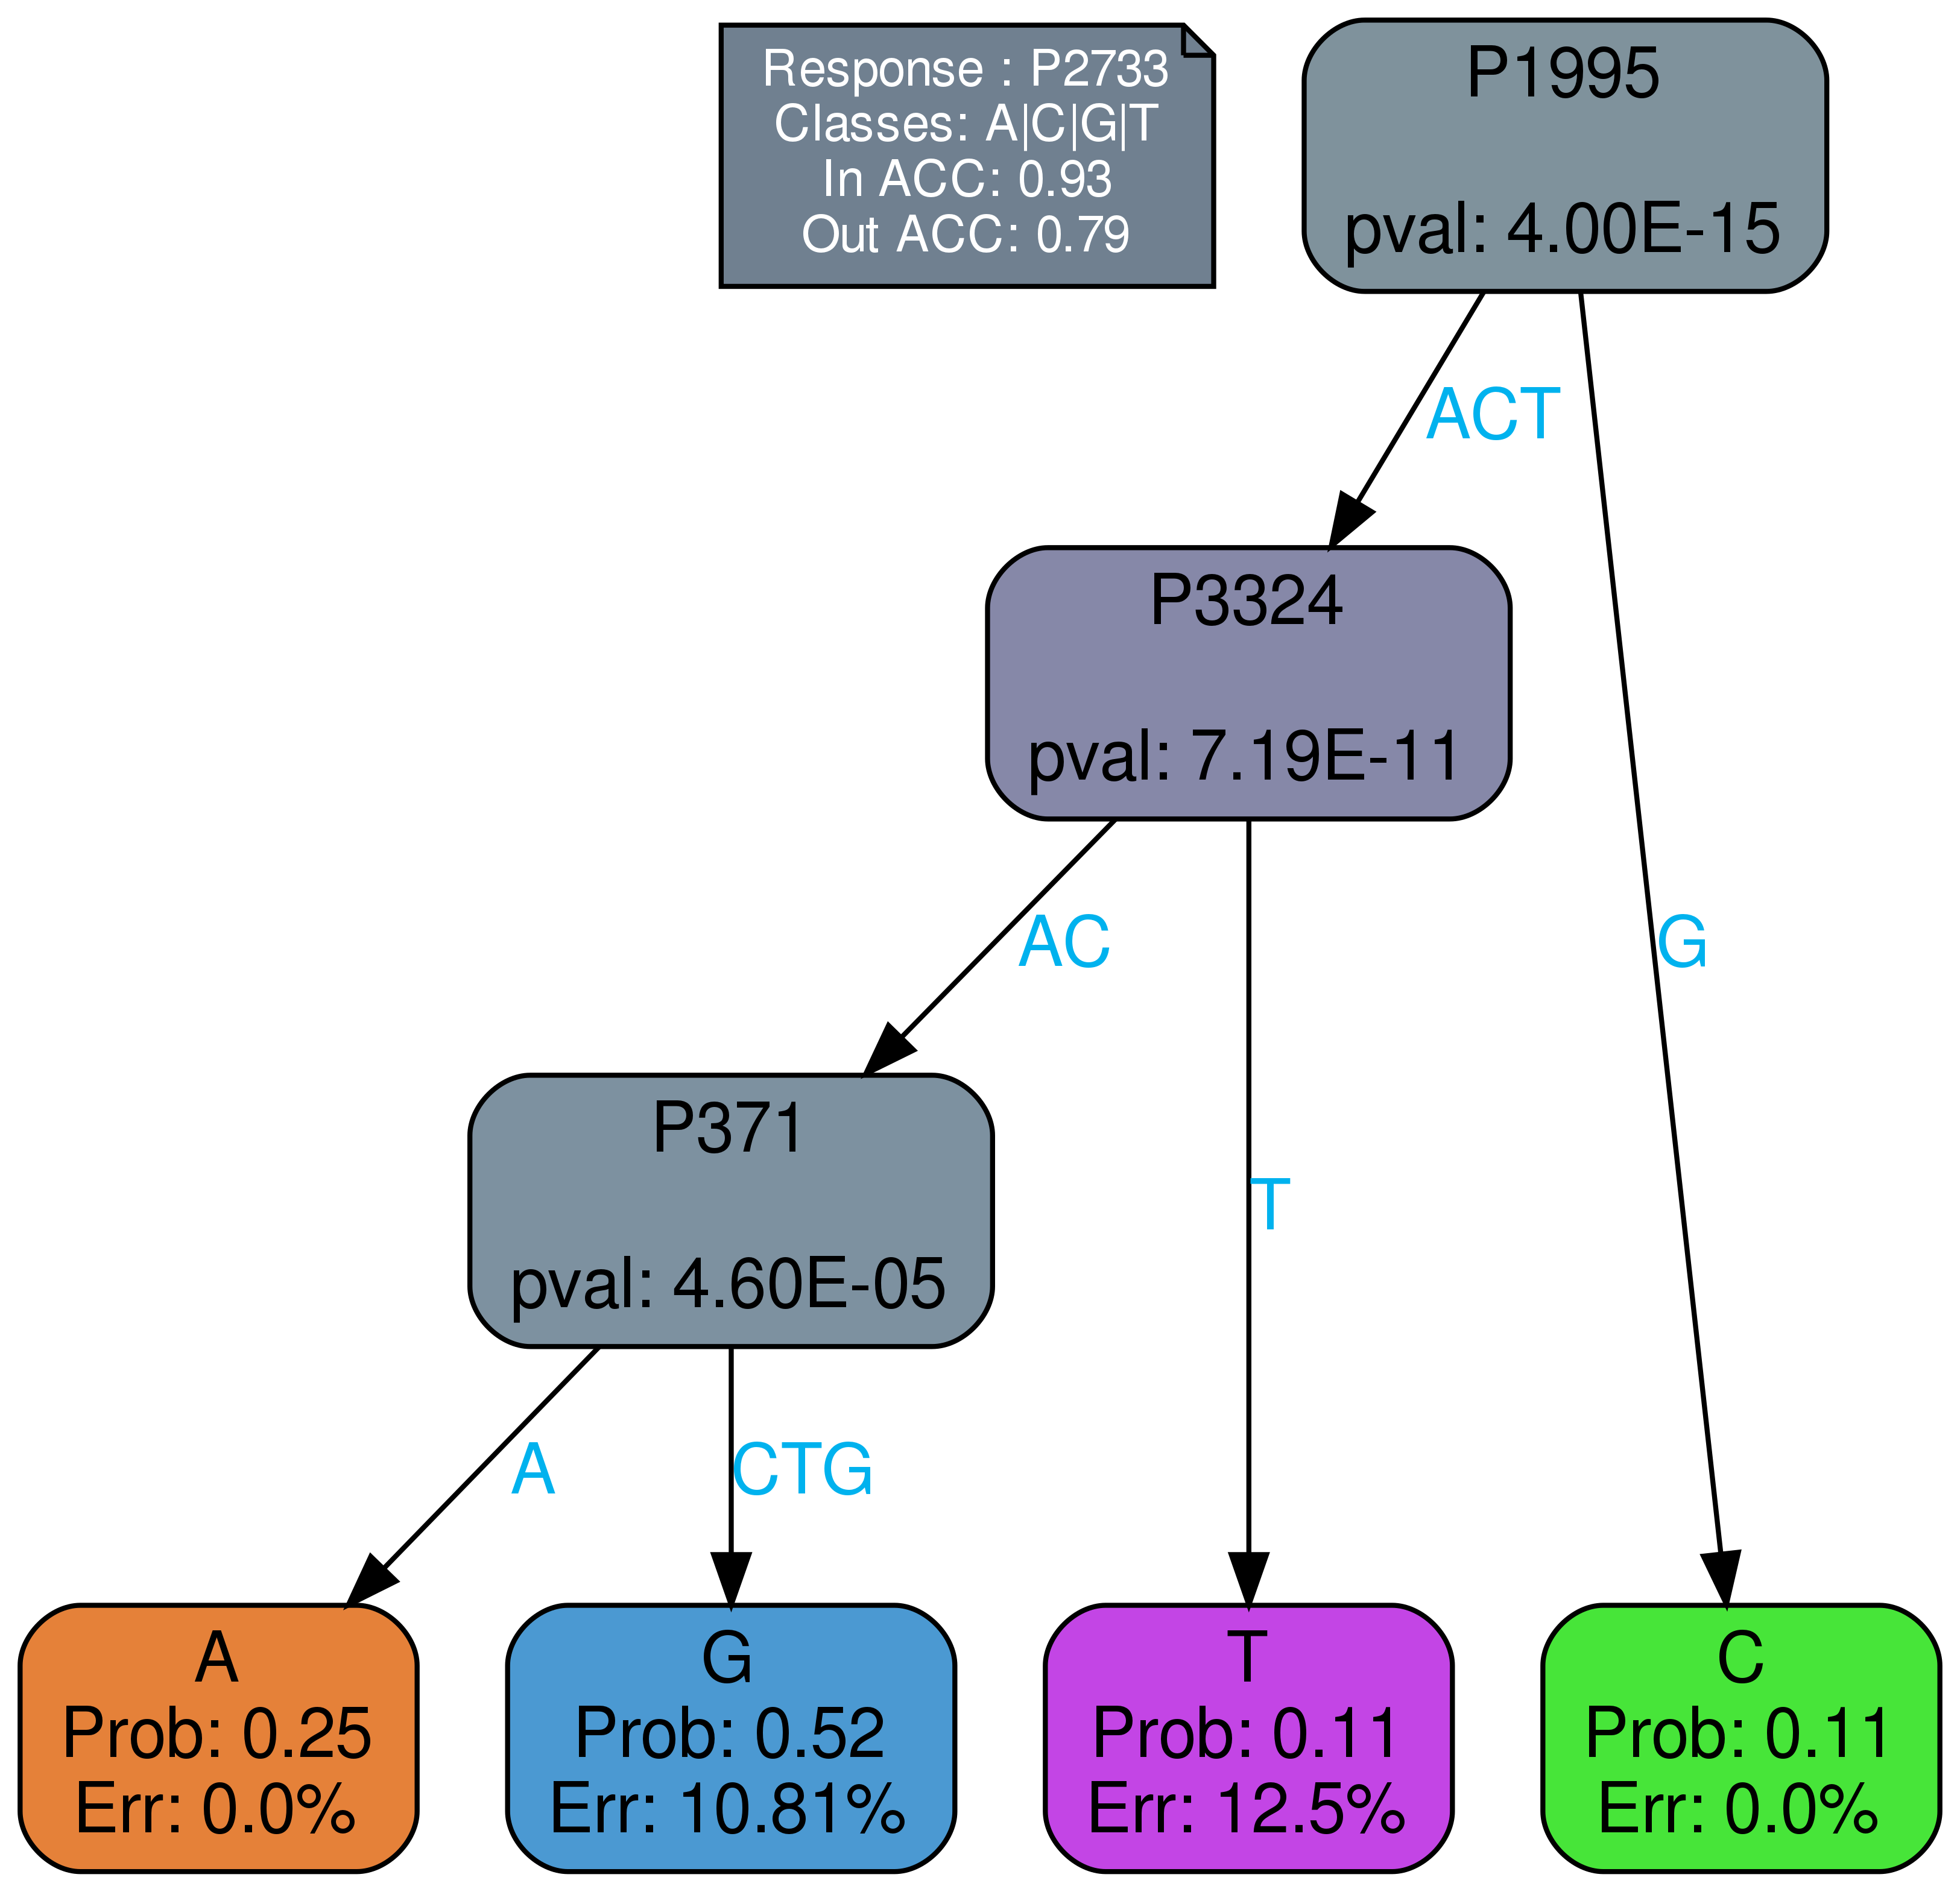 Response : P2733
Classes: A|C|G|T
In ACC: 0.93
Out ACC: 0.79
P1995
pval: 4.00E-15
ACT
P3324
pval: 7.19E-11
AC
G
P371
pval: 4.60E-05
T
A
CTG
A
Prob: 0.25
Err: 0.0%
G
Prob: 0.52
Err: 10.81%
T
Prob: 0.11
Err: 12.5%
C
Prob: 0.11
Err: 0.0%